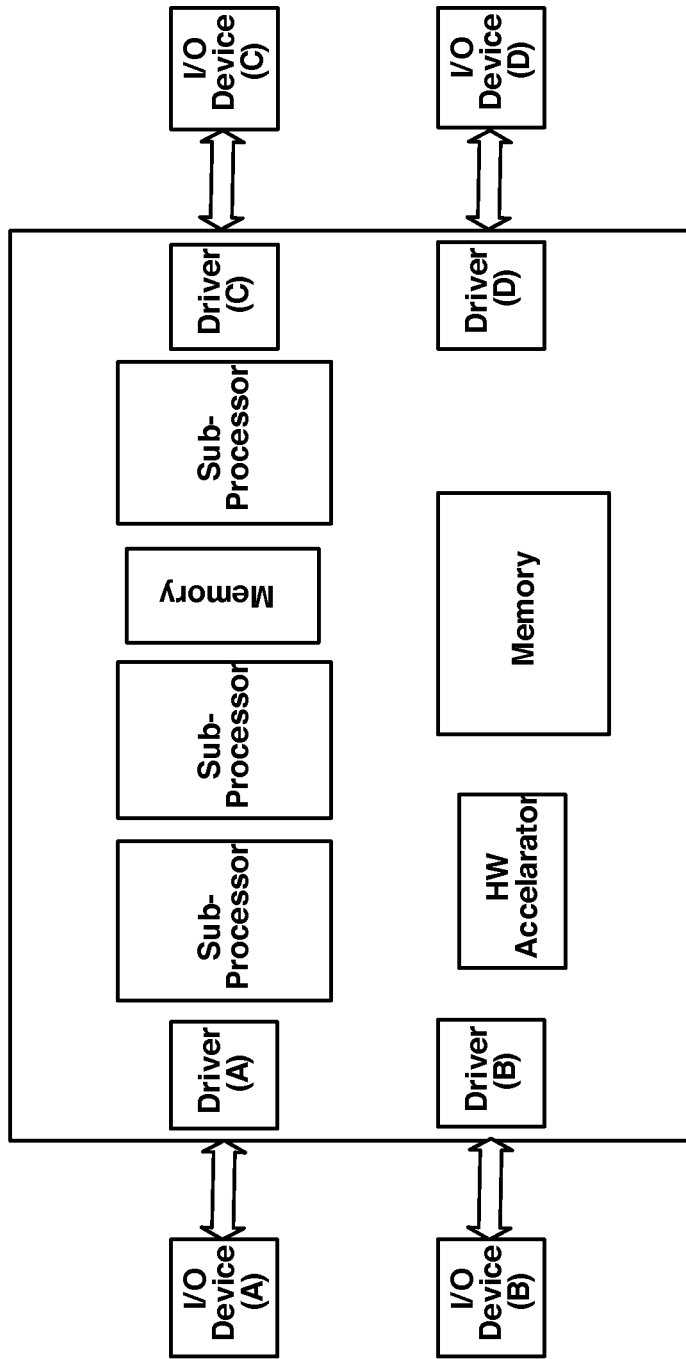 I/O
Device
(A)
Driver
(A)
Sub-
Processor
Sub-
Processor
Memory
Sub-
Processor
Driver
(C)
I/O
Device
(C)
I/O
Device
(B)
Driver
(B)
HW
Accelarator
Memory
Driver
(D)
I/O
Device
(D)